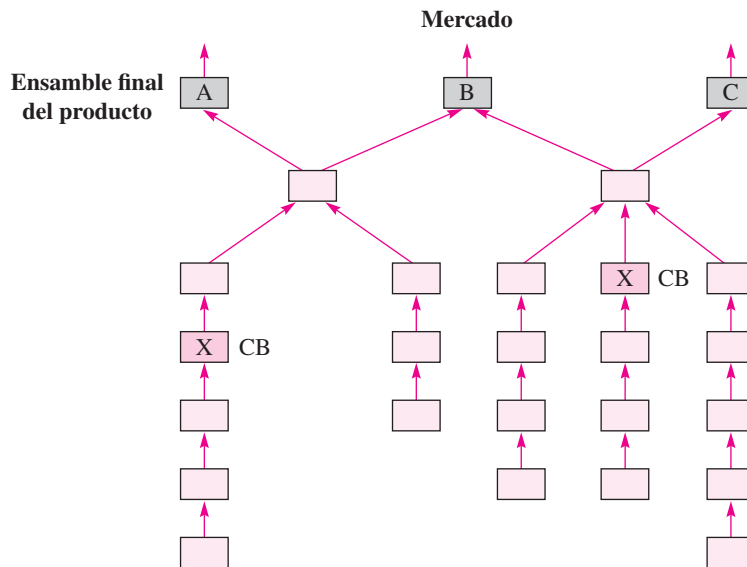 Mercado
Ensamble final
del producto
A
B
C
X CB
X CB